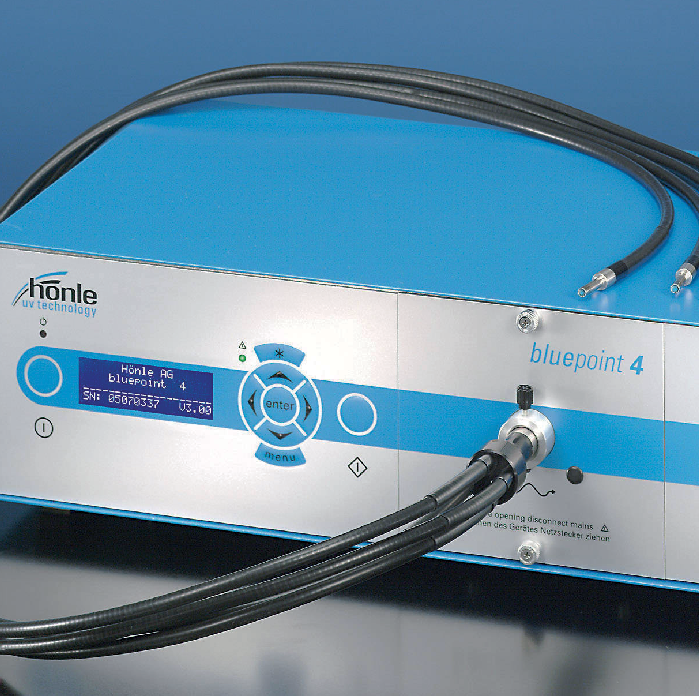 hönle
uv technology
Hönle AG
bluepoint 4
SN: 05070337 V3.00
enter
menu
bluepoint 4
opening disconnect mains
des Gerätes Netzstecker ziehen